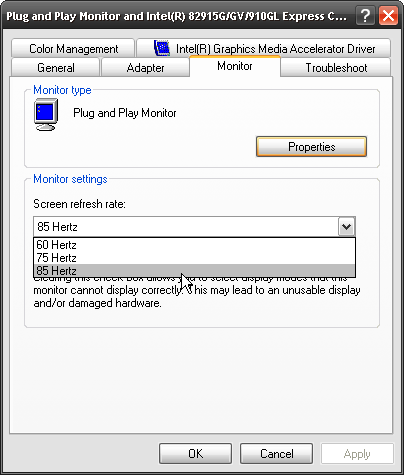 Plug and Play Monitor and Intel(R) 82915G/GV/910GL Express C...
Color Management
Intel(R) Graphics Media Accelerator Driver
General
Adapter
Monitor
Troubleshoot
Monitor type
Plug and Play Monitor
Properties
Monitor settings
Screen refresh rate:
85 Hertz
60 Hertz
75 Hertz
85 Hertz
Clearing this check box allows you to select display modes that this
monitor cannot display correctly. This may lead to an unusable display
and/or damaged hardware.
OK
Cancel
Apply